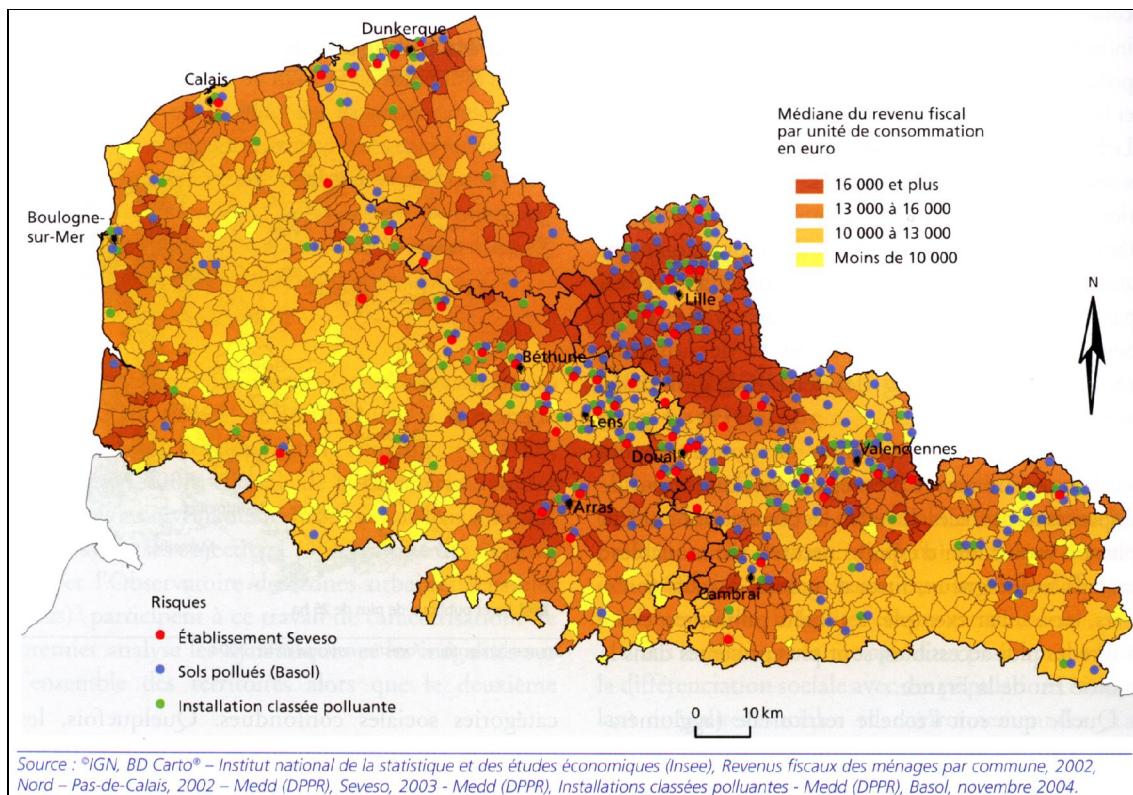 Dunkerque
Calais
Médiane du revenu fiscal
par unité de consommation
en euro
16 000 et plus
13 000 à 16 000
10 000 à 13 000
Moins de 10 000
Boulogne-
sur-Mer
N
Lille
Béthune
Lens
Douai
Valenciennes
Arras
Cambrai
Risques
Établissement Seveso
Sols pollués (Basol)
Installation classée polluante
0 10 km
Source : ©IGN, BD Carto® – Institut national de la statistique et des études économiques (Insee), Revenus fiscaux des ménages par commune, 2002,
Nord – Pas-de-Calais, 2002 – Medd (DPPR), Seveso, 2003 - Medd (DPPR), Installations classées polluantes - Medd (DPPR), Basol, novembre 2004.